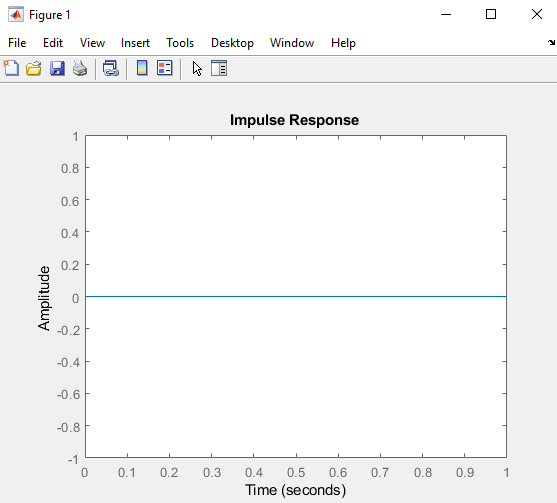 Figure 1
File Edit View Insert Tools Desktop Window Help
Impulse Response
1
0.8
0.6
0.4
0.2
0
-0.2
-0.4
-0.6
-0.8
-1
Amplitude
0 0.1 0.2 0.3 0.4 0.5 0.6 0.7 0.8 0.9 1
Time (seconds)